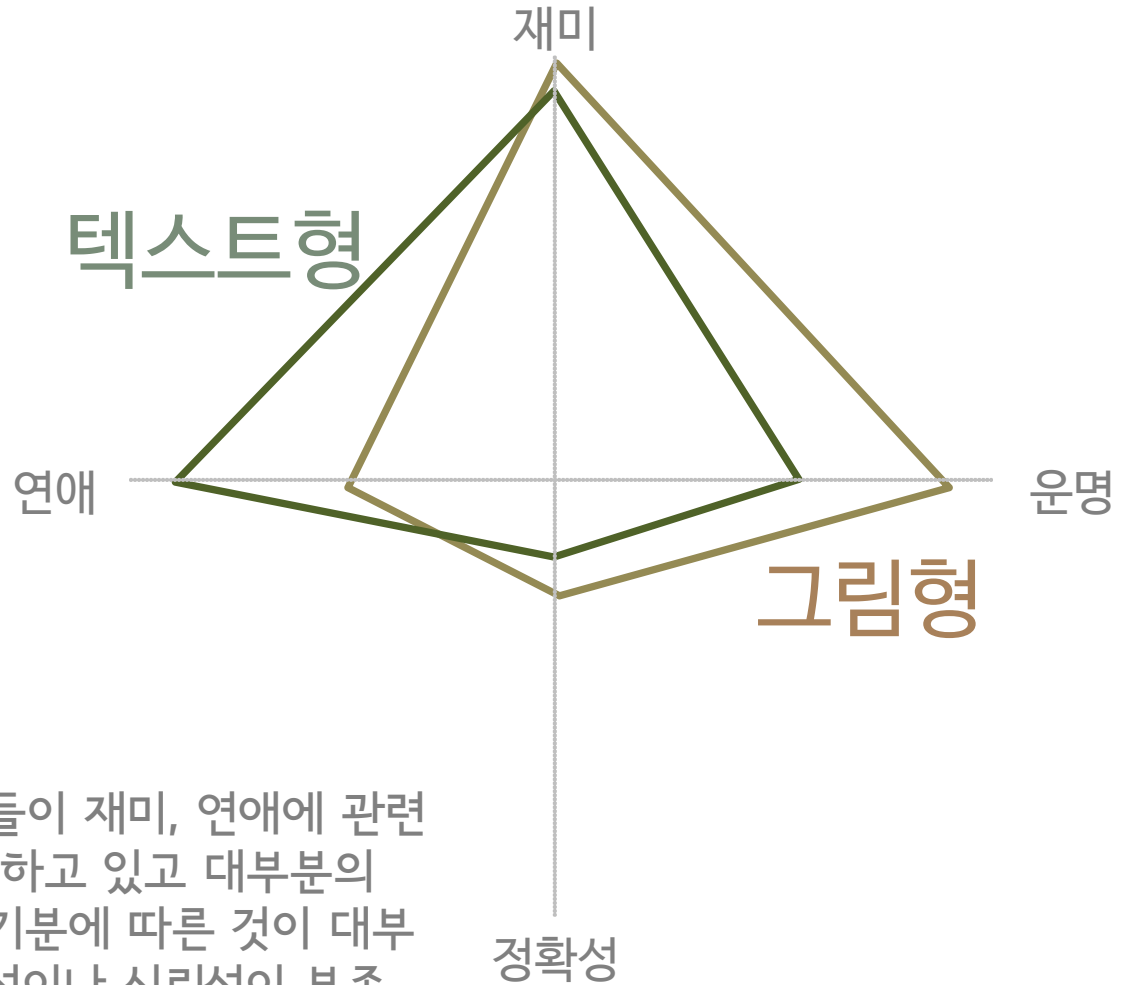 재미
텍스트형
연애
운명
그림형
들이 재미, 연애에 관련
하고 있고 대부분의
기분에 따른 것이 대부
정확성